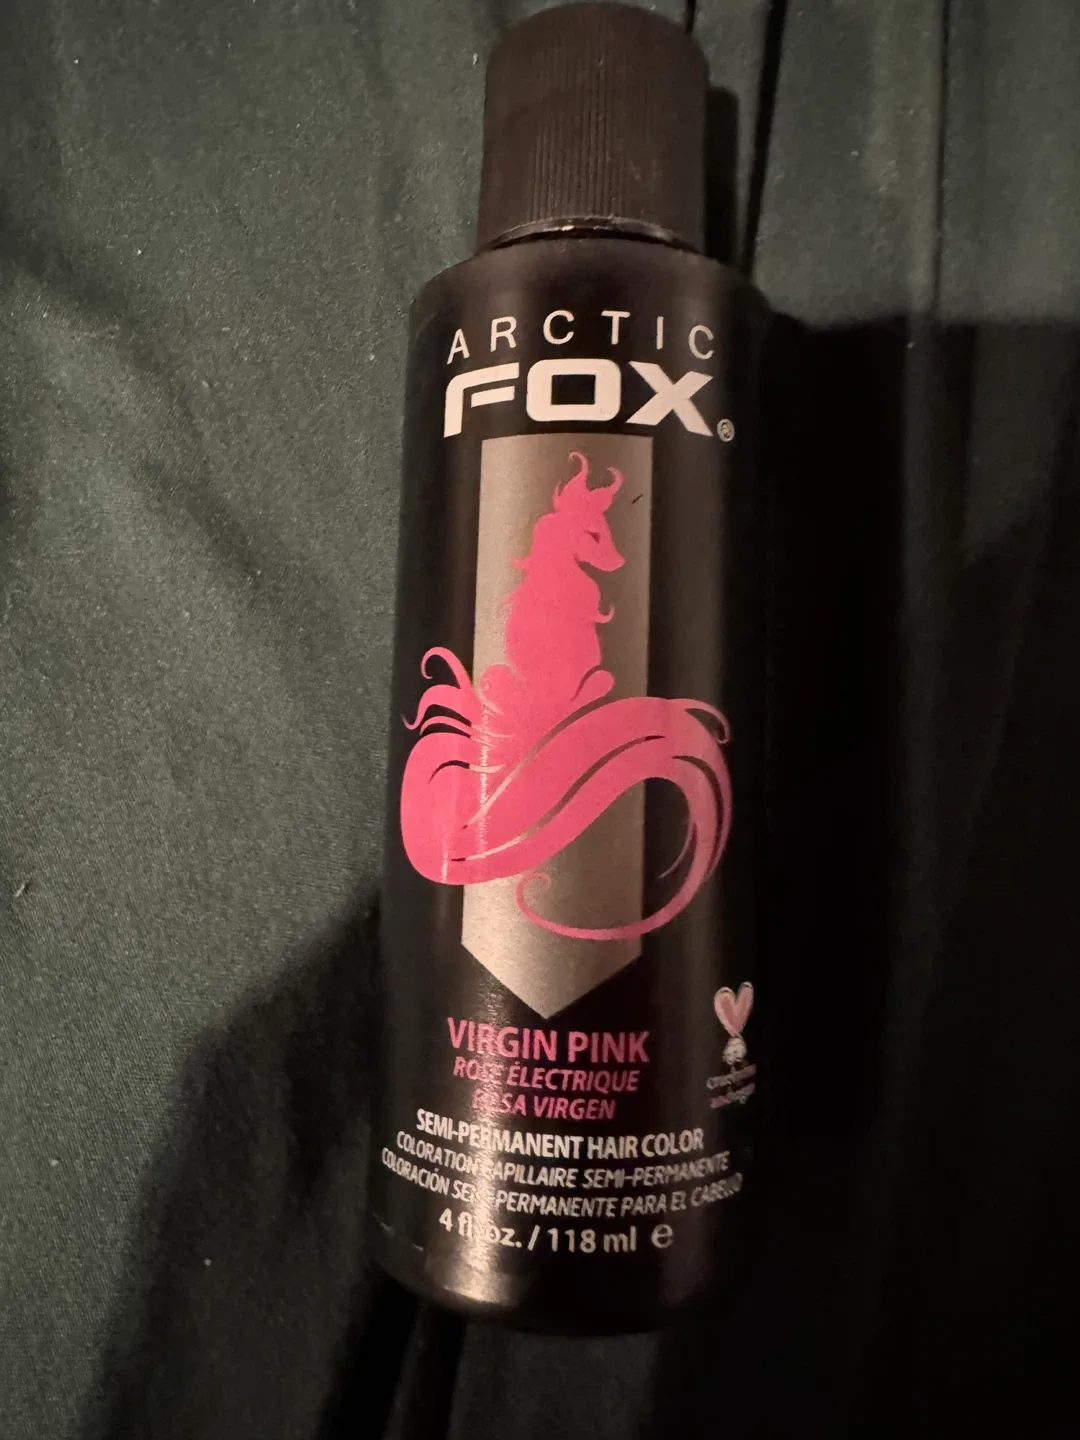 ARCTIC
FOX®
VIRGIN PINK
ROSE ÉLECTRIQUE
ROSA VIRGEN
SEMI-PERMANENT HAIR COLOR
COLORATION CAPILLAIRE SEMI-PERMANENTE
COLORACIÓN SEMI-PERMANENTE PARA EL CABELLO
4 fl. oz. / 118 ml ℮